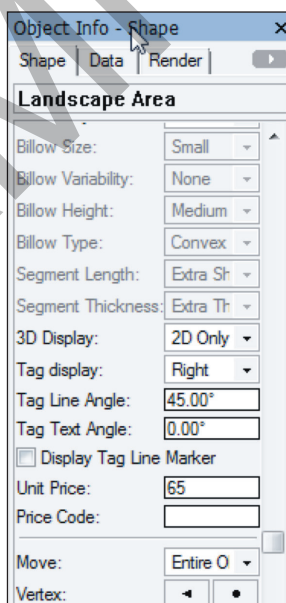 Object Info - Shape
Shape Data Render
Landscape Area
Billow Size: Small
Billow Variability: None
Billow Height: Medium
Billow Type: Convex
Segment Length: Extra Sh
Segment Thickness: Extra Th
3D Display: 2D Only
Tag display: Right
Tag Line Angle: 45.00°
Tag Text Angle: 0.00°
Display Tag Line Marker
Unit Price: 65
Price Code:
Move: Entire O
Vertex: